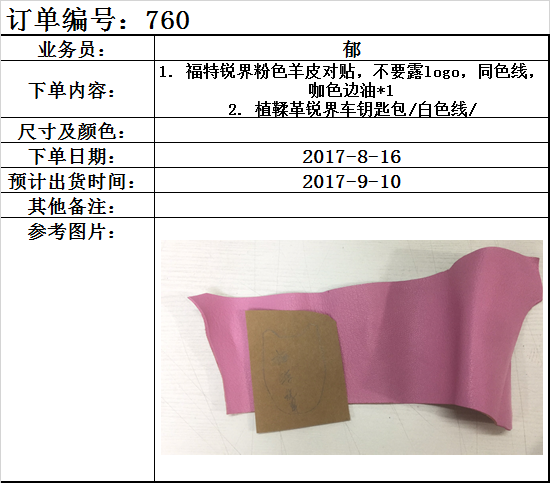 订单编号：760
业务员： 郁
下单内容： 1. 福特锐界粉色羊皮对贴，不要露logo，同色线，
咖色边油*1
2. 植鞣革锐界车钥匙包/白色线/
尺寸及颜色：
下单日期： 2017-8-16
预计出货时间： 2017-9-10
其他备注：
参考图片：